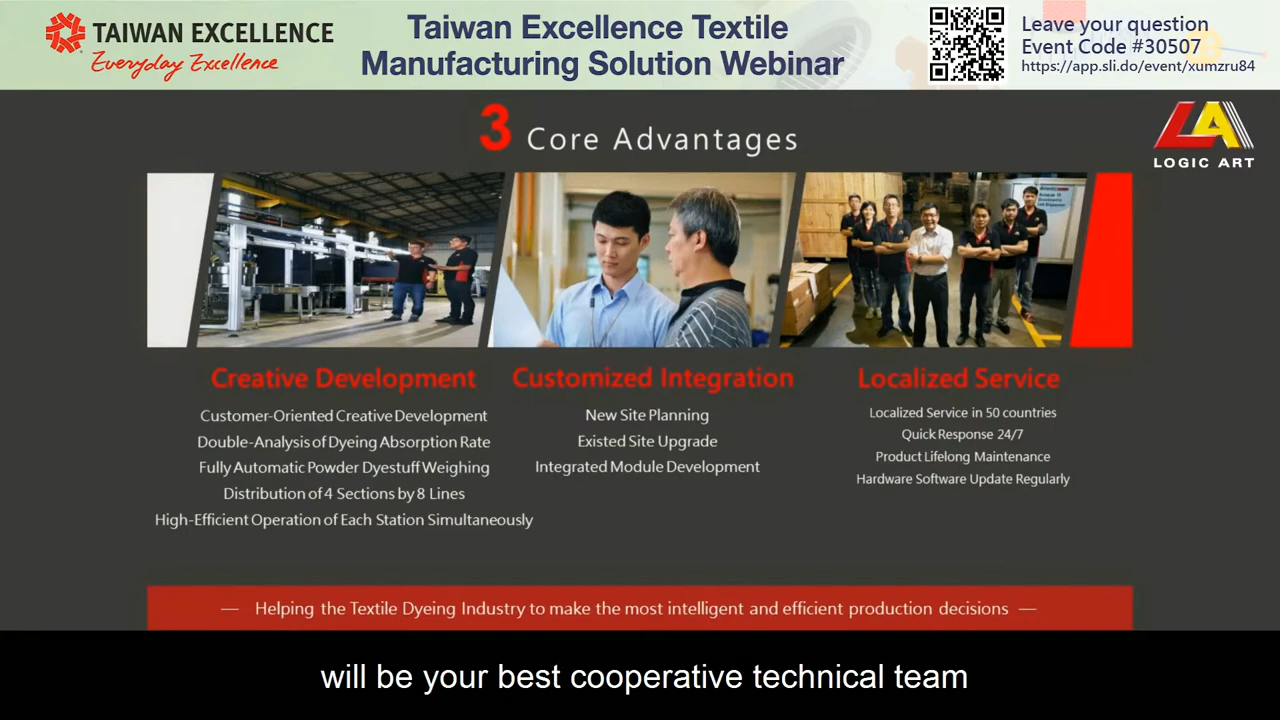 TAIWAN EXCELLENCE
Everyday Excellence
Taiwan Excellence Textile
Manufacturing Solution Webinar
Leave your question
Event Code #30507
https://app.sli.do/event/xumzru84
3 Core Advantages
LA
LOGIC ART
Creative Development
Customer-Oriented Creative Development
Double-Analysis of Dyeing Absorption Rate
Fully Automatic Powder Dyestuff Weighing
Distribution of 4 Sections by 8 Lines
High-Efficient Operation of Each Station Simultaneously
Customized Integration
New Site Planning
Existed Site Upgrade
Integrated Module Development
Localized Service
Localized Service in 50 countries
Quick Response 24/7
Product Lifelong Maintenance
Hardware Software Update Regularly
— Helping the Textile Dyeing Industry to make the most intelligent and efficient production decisions —
will be your best cooperative technical team